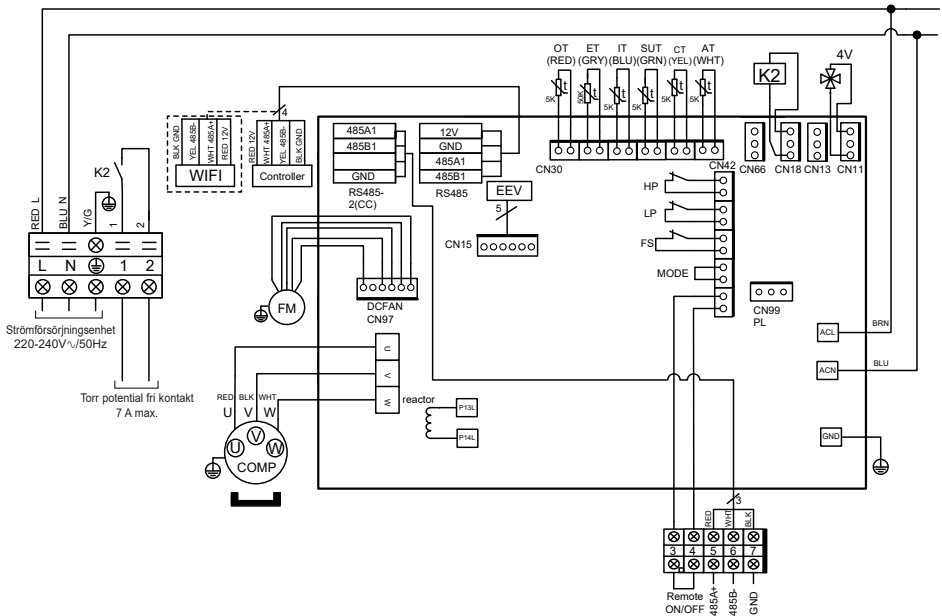 OT ET IT SUT CT AT
(RED) (GRY) (BLU) (GRN) (YEL) (WHT)
5K 50K 5K 5K 5K 5K
t t t t t t
4V
K2
4
BLK GND
YEL 485B-
WHT 485A+
RED 12V
WIFI
RED 12V
WHT 485A+
YEL 485B-
BLK GND
Controller
485A1
485B1
GND
RS485-
2(CC)
12V
GND
485A1
485B1
RS485
EEV
5
CN15
CN30
CN42
CN66
CN18
CN13
CN11
HP
LP
FS
MODE
CN99
PL
K2
RED L
BLU N
Y/G
1
2
L N 1 2
Strömförsörjningsenhet
220-240V∿/50Hz
Torr potential fri kontakt
7 A max.
FM
DCFAN
CN97
U
V
W
reactor
P13L
P14L
RED BLK WHT
U V W
U V W
COMP
ACL
BRN
ACN
BLU
GND
3
RED
WHT
BLK
3 4 5 6 7
Remote
ON/OFF
485A+
485B-
GND